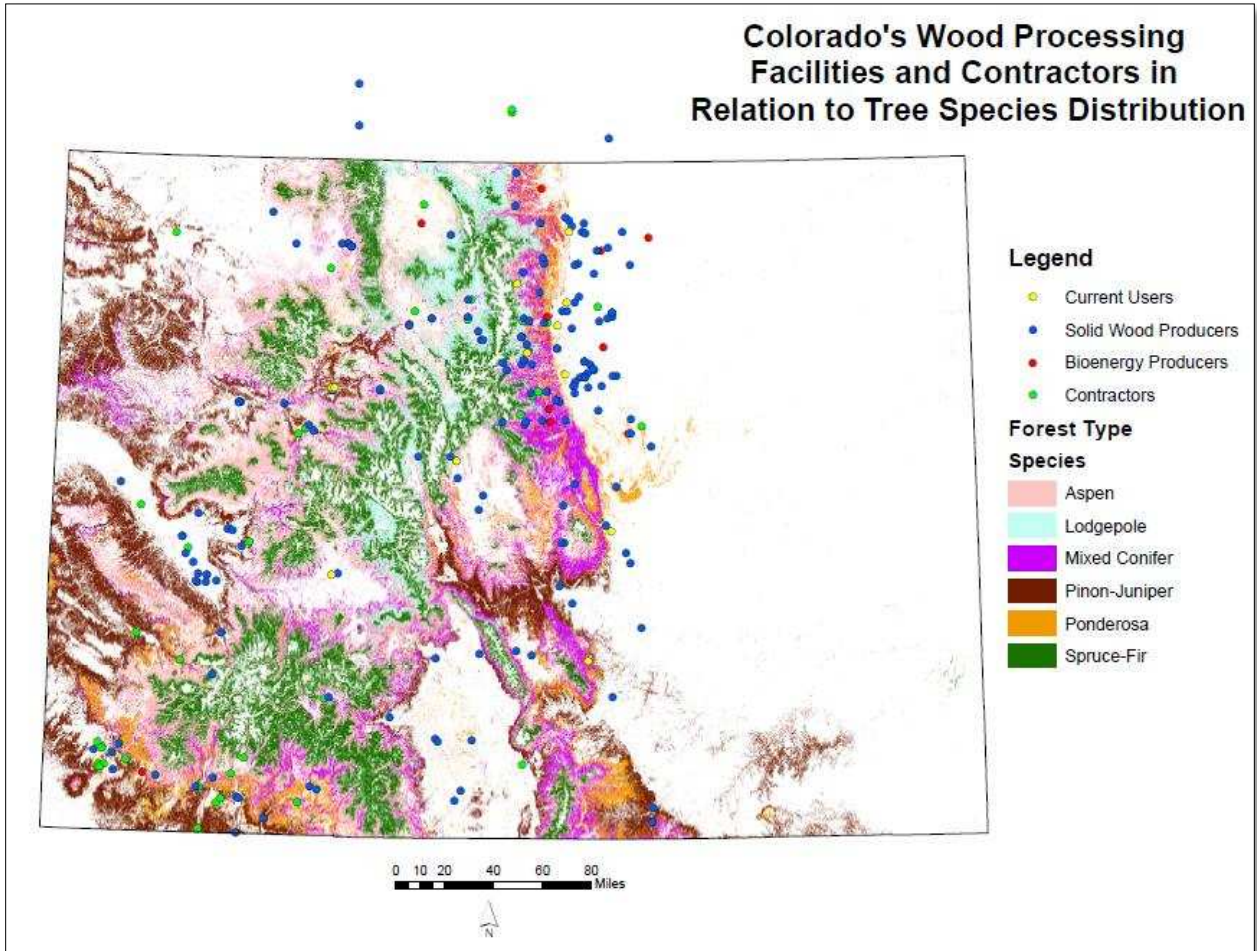 Colorado's Wood Processing
Facilities and Contractors in
Relation to Tree Species Distribution
Legend
Current Users
Solid Wood Producers
Bioenergy Producers
Contractors
Forest Type
Species
Aspen
Lodgepole
Mixed Conifer
Pinon-Juniper
Ponderosa
Spruce-Fir
0 10 20 40 60 80
Miles
N